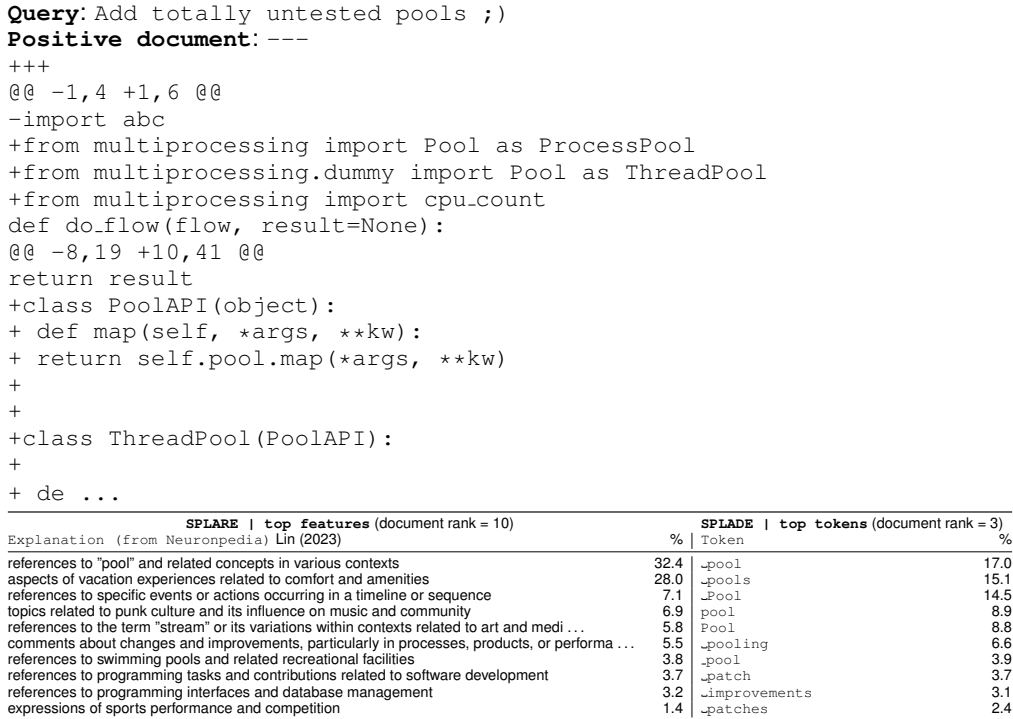 Query: Add totally untested pools ;)
Positive document: ---
+++
@@ -1,4 +1,6 @@
-import abc
+from multiprocessing import Pool as ProcessPool
+from multiprocessing.dummy import Pool as ThreadPool
+from multiprocessing import cpu_count
def do_flow(flow, result=None):
@@ -8,19 +10,41 @@
return result
+class PoolAPI(object):
+ def map(self, *args, **kw):
+ return self.pool.map(*args, **kw)
+
+
+class ThreadPool(PoolAPI):
+
+ de ...
SPLARE | top features (document rank = 10) SPLADE | top tokens (document rank = 3)
Explanation (from Neuronpedia) Lin (2023) % Token %
references to "pool" and related concepts in various contexts 32.4 ␣pool 17.0
aspects of vacation experiences related to comfort and amenities 28.0 ␣pools 15.1
references to specific events or actions occurring in a timeline or sequence 7.1 ␣Pool 14.5
topics related to punk culture and its influence on music and community 6.9 pool 8.9
references to the term "stream" or its variations within contexts related to art and medi ... 5.8 Pool 8.8
comments about changes and improvements, particularly in processes, products, or performa ... 5.5 ␣pooling 6.6
references to swimming pools and related recreational facilities 3.8 _pool 3.9
references to programming tasks and contributions related to software development 3.7 ␣patch 3.7
references to programming interfaces and database management 3.2 ␣improvements 3.1
expressions of sports performance and competition 1.4 ␣patches 2.4